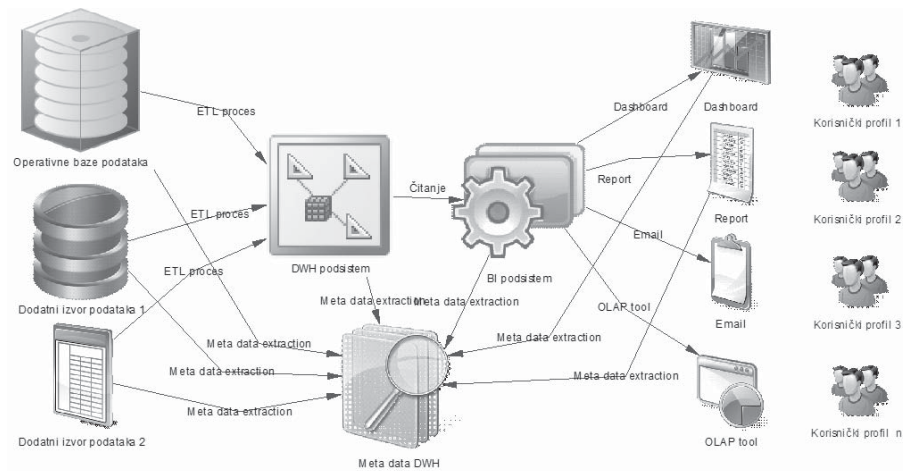 Operativne baze podataka
Dodatni izvor podataka 1
Dodatni izvor podataka 2
ETL proces
ETL proces
ETL proces
DWH podsistem
Čitanje
BI podsistem
Meta data extraction
Meta data extraction
Meta data extraction
Meta data extraction
Meta data extraction
Meta data extraction
Meta data extraction
Meta data DWH
Dashboard
Report
Email
OLAP tool
Dashboard
Report
Email
OLAP tool
Korisnički profil 1
Korisnički profil 2
Korisnički profil 3
Korisnički profil n